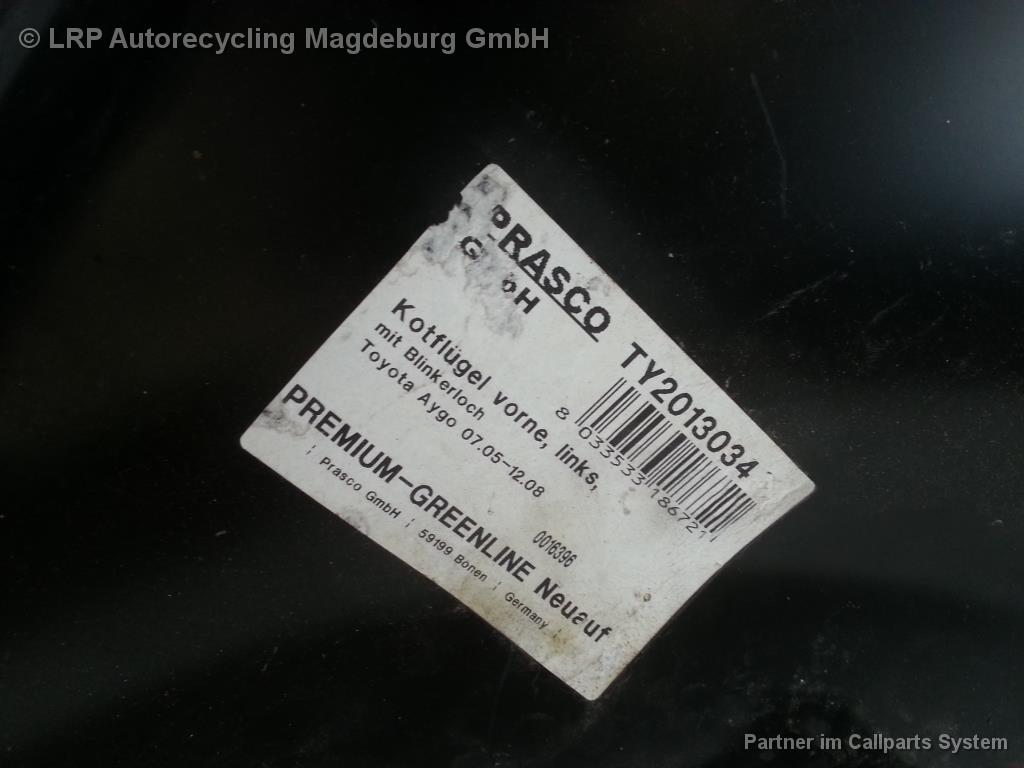 © LRP Autorecycling Magdeburg GmbH
PRASCO
GmbH
TY2013034
8 033533 186721
Kotflügel vorne, links,
mit Blinkerloch
Toyota Aygo 07.05-12.08
0016396
PREMIUM-GREENLINE Neuauf
¦ Prasco GmbH ¦ 59199 Bonen ¦ Germany ¦
Partner im Callparts System